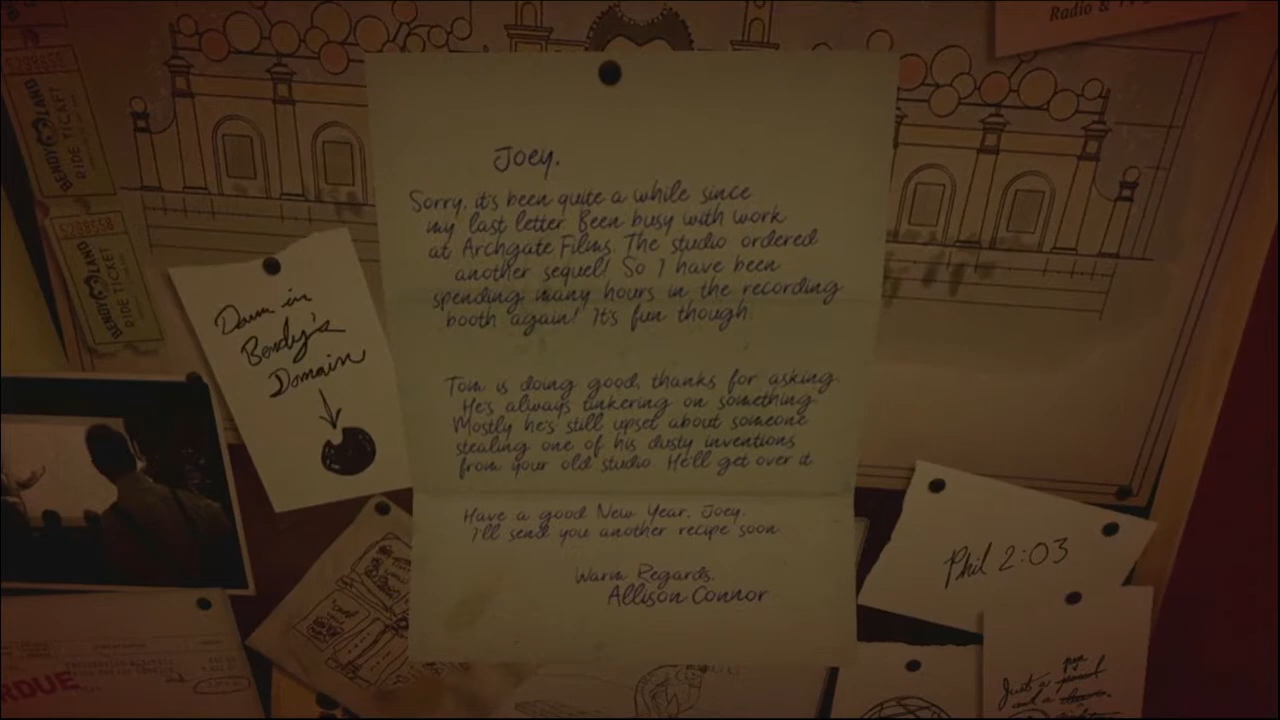 Radio &
5288558
BENDY LAND
RIDE TICKET
5288558
BENDY LAND
RIDE TICKET
Joey,
Sorry, it's been quite a while since
my last letter. Been busy with work
at Archgate Films. The studio ordered
another sequel! So I have been
spending many hours in the recording
booth again! It's fun though.
Tom is doing good, thanks for asking.
He's always tinkering on something.
Mostly he's still upset about someone
stealing one of his dusty inventions
from your old studio. He'll get over it.
Have a good New Year, Joey.
I'll send you another recipe soon.
Warm Regards,
Allison Connor
Down in
Bendy's
Domain
Phil 2:03
RDUE
Just a
and a